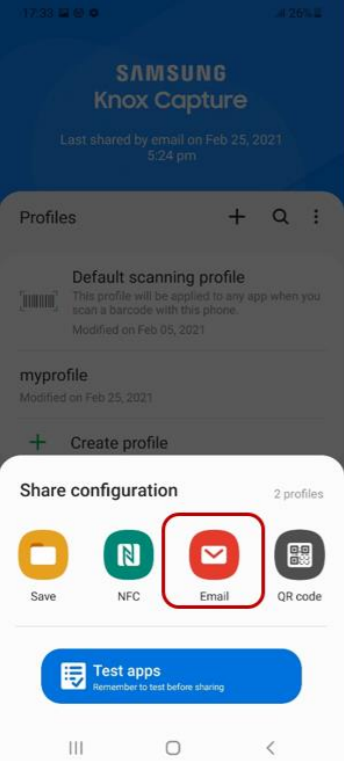 17:33 26%
SAMSUNG
Knox Capture
Last shared by email on Feb 25, 2021
5:24 pm
Profiles
Default scanning profile
This profile will be applied to any app when you
scan a barcode with this phone.
Modified on Feb 05, 2021
myprofile
Modified on Feb 25, 2021
Create profile
Share configuration 2 profiles
Save NFC Email QR code
Test apps
Remember to test before sharing